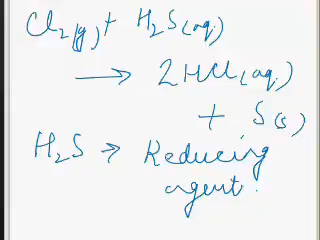 Cl₂(g) + H₂S(aq)
⟶ 2HCl(aq)
+ S(s)
H₂S → Reducing
agent.